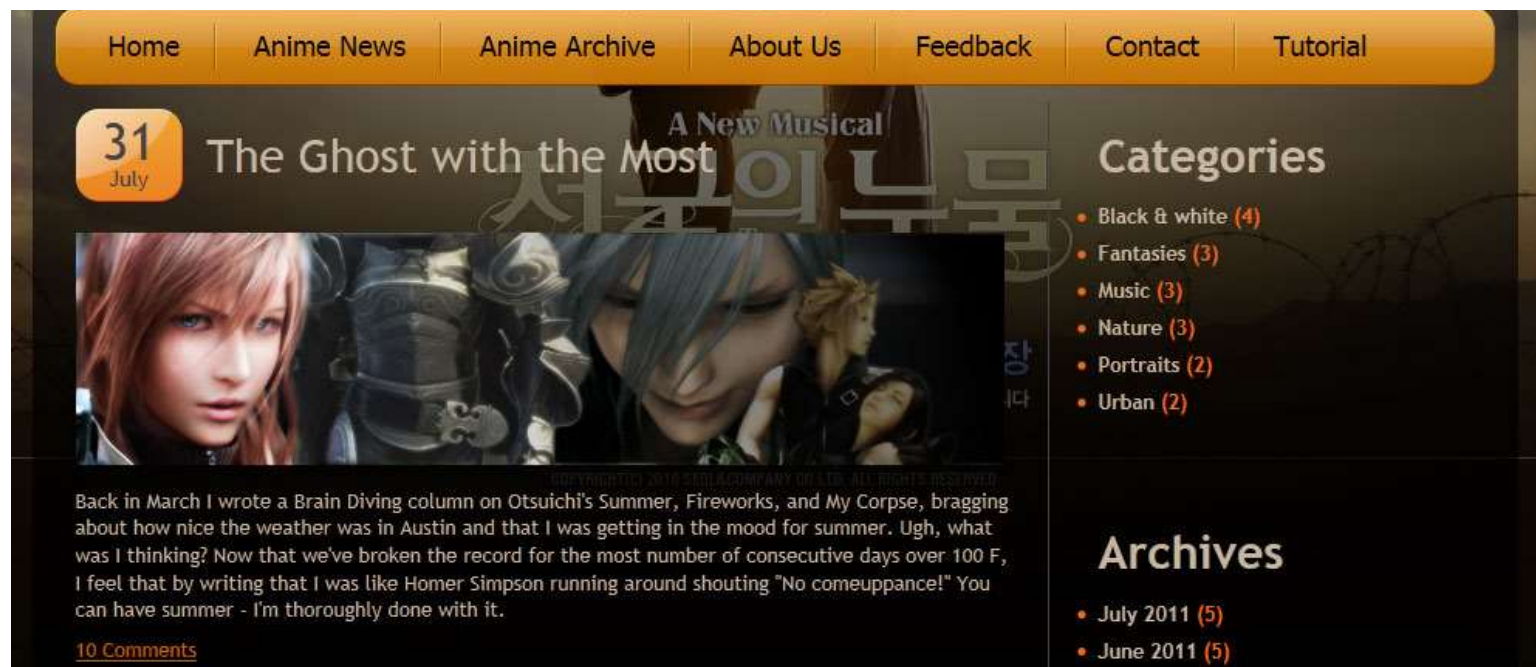 Home Anime News Anime Archive About Us Feedback Contact Tutorial
31
July
The Ghost with the Most
A New Musical
Back in March I wrote a Brain Diving column on Otsuichi's Summer, Fireworks, and My Corpse, bragging
about how nice the weather was in Austin and that I was getting in the mood for summer. Ugh, what
was I thinking? Now that we've broken the record for the most number of consecutive days over 100 F,
I feel that by writing that I was like Homer Simpson running around shouting "No comeuppance!" You
can have summer - I'm thoroughly done with it.
10 Comments
Categories
• Black & white (4)
• Fantasies (3)
• Music (3)
• Nature (3)
• Portraits (2)
• Urban (2)
Archives
• July 2011 (5)
• June 2011 (5)